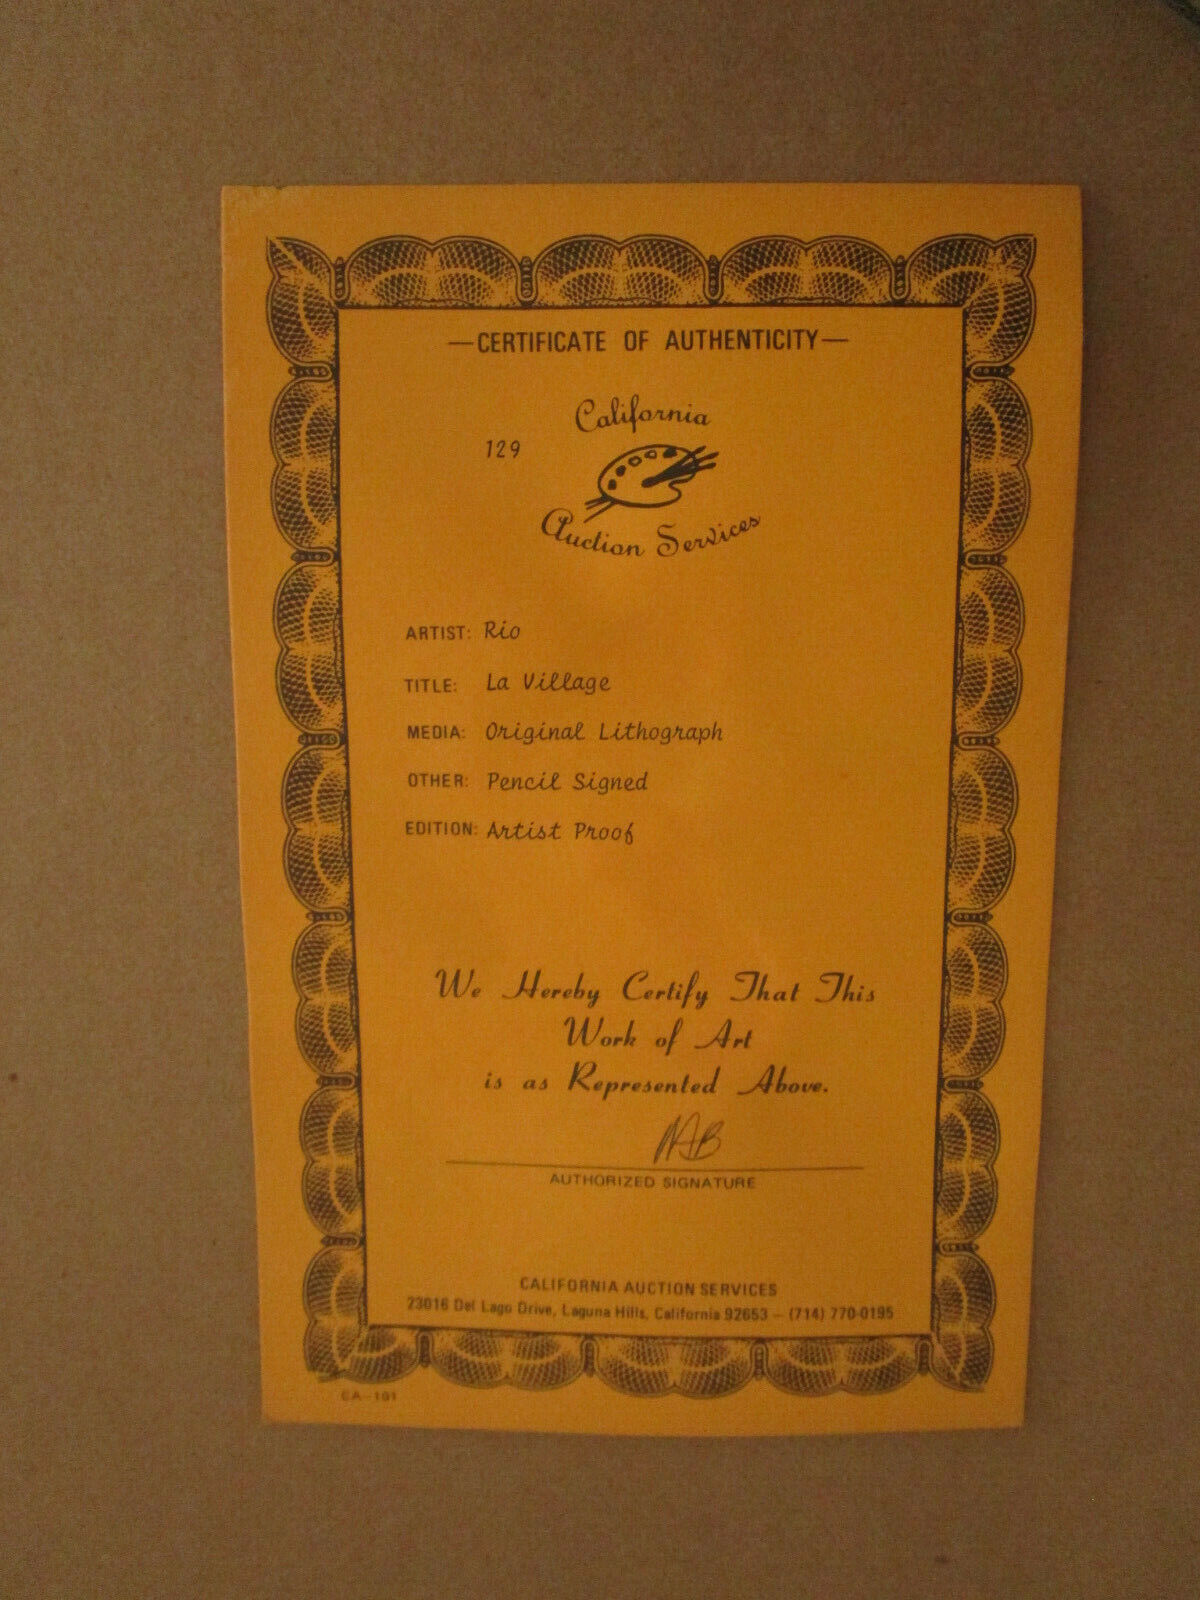 —CERTIFICATE OF AUTHENTICITY—
California
129
Auction Services
ARTIST: Rio
TITLE: La Village
MEDIA: Original Lithograph
OTHER: Pencil Signed
EDITION: Artist Proof
We Hereby Certify That This
Work of Art
is as Represented Above.
AUTHORIZED SIGNATURE
CALIFORNIA AUCTION SERVICES
23016 Del Lago Drive, Laguna Hills, California 92653 – (714) 770-0195